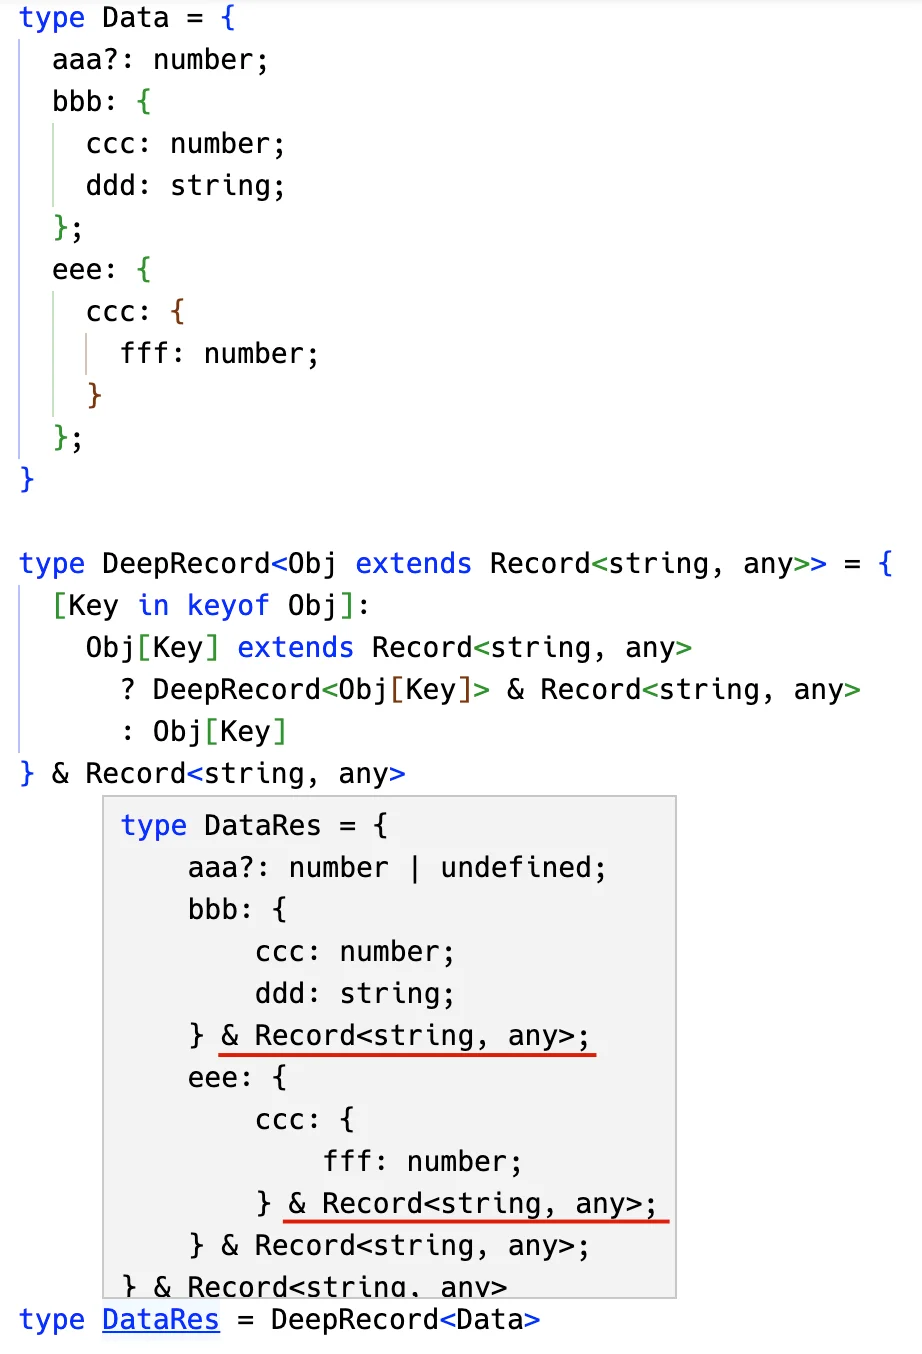 type Data = {
  aaa?: number;
  bbb: {
    ccc: number;
    ddd: string;
  };
  eee: {
    ccc: {
      fff: number;
    }
  };
}

type DeepRecord<Obj extends Record<string, any>> = {
  [Key in keyof Obj]:
    Obj[Key] extends Record<string, any>
      ? DeepRecord<Obj[Key]> & Record<string, any>
      : Obj[Key]
} & Record<string, any>
type DataRes = {
    aaa?: number | undefined;
    bbb: {
        ccc: number;
        ddd: string;
    } & Record<string, any>;
    eee: {
        ccc: {
            fff: number;
        } & Record<string, any>;
    } & Record<string, any>;
} & Record<string, any>
type DataRes = DeepRecord<Data>